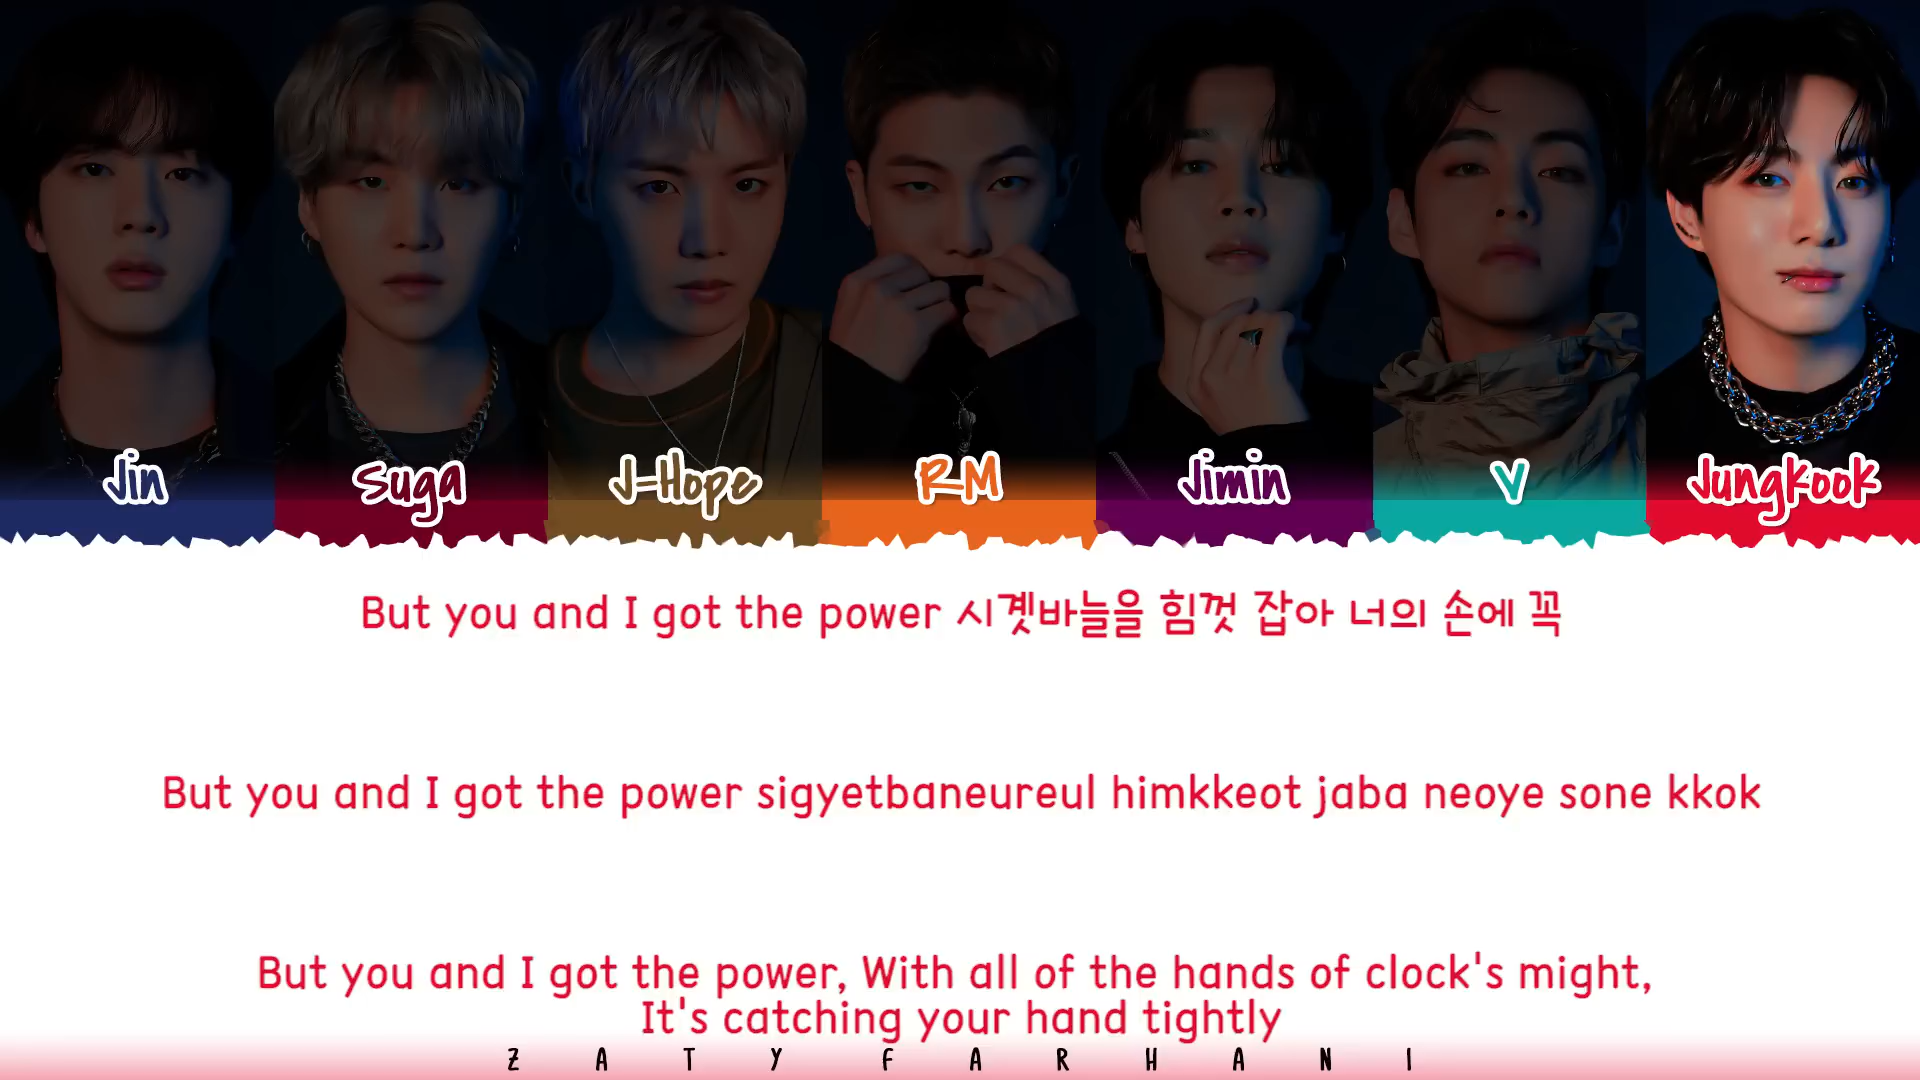 Jin
Suga
J-Hope
RM
Jimin
V
Jungkook
But you and I got the power 시곗바늘을 힘껏 잡아 너의 손에 꼭
But you and I got the power sigyetbaneureul himkkeot jaba neoye sone kkok
But you and I got the power, With all of the hands of clock's might,
It's catching your hand tightly
ZATY FARHANI